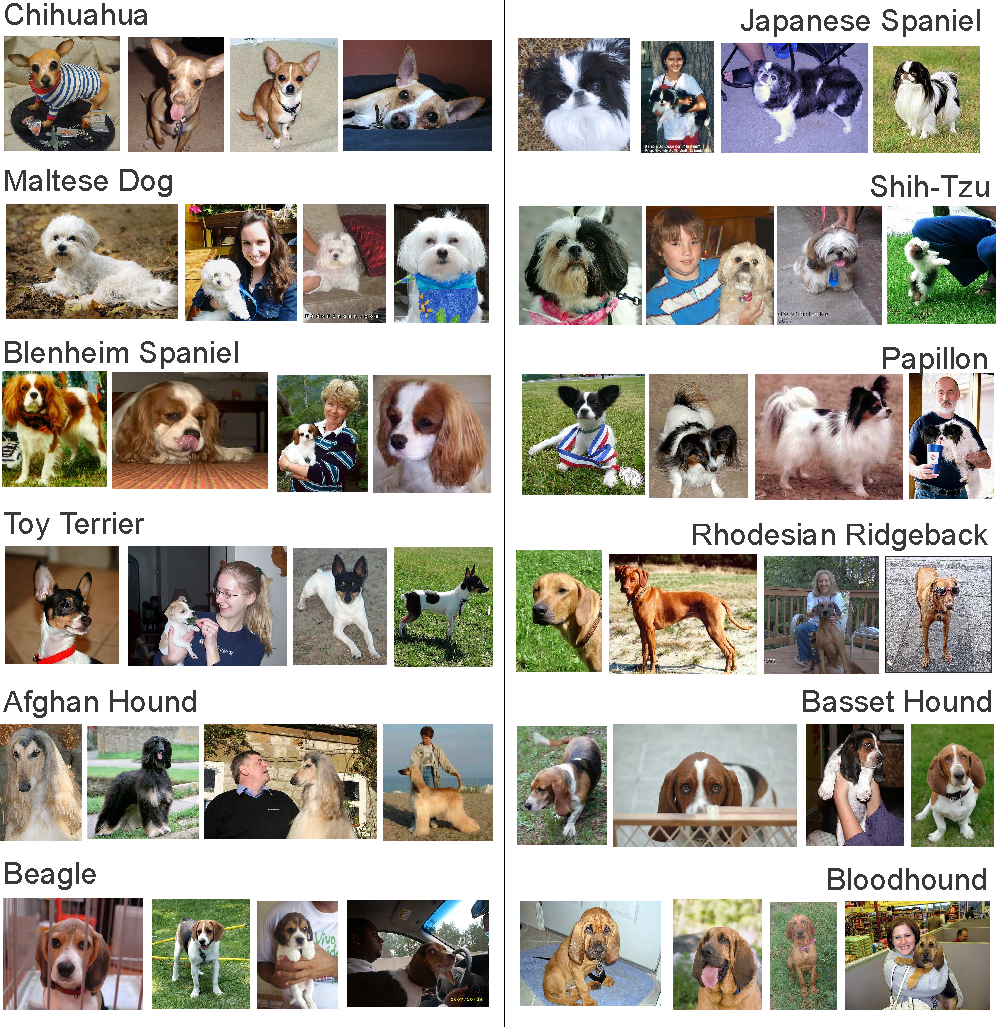 Chihuahua
Japanese Spaniel
Maltese Dog
Shih-Tzu
Blenheim Spaniel
Papillon
Toy Terrier
Rhodesian Ridgeback
Afghan Hound
Basset Hound
Beagle
Bloodhound